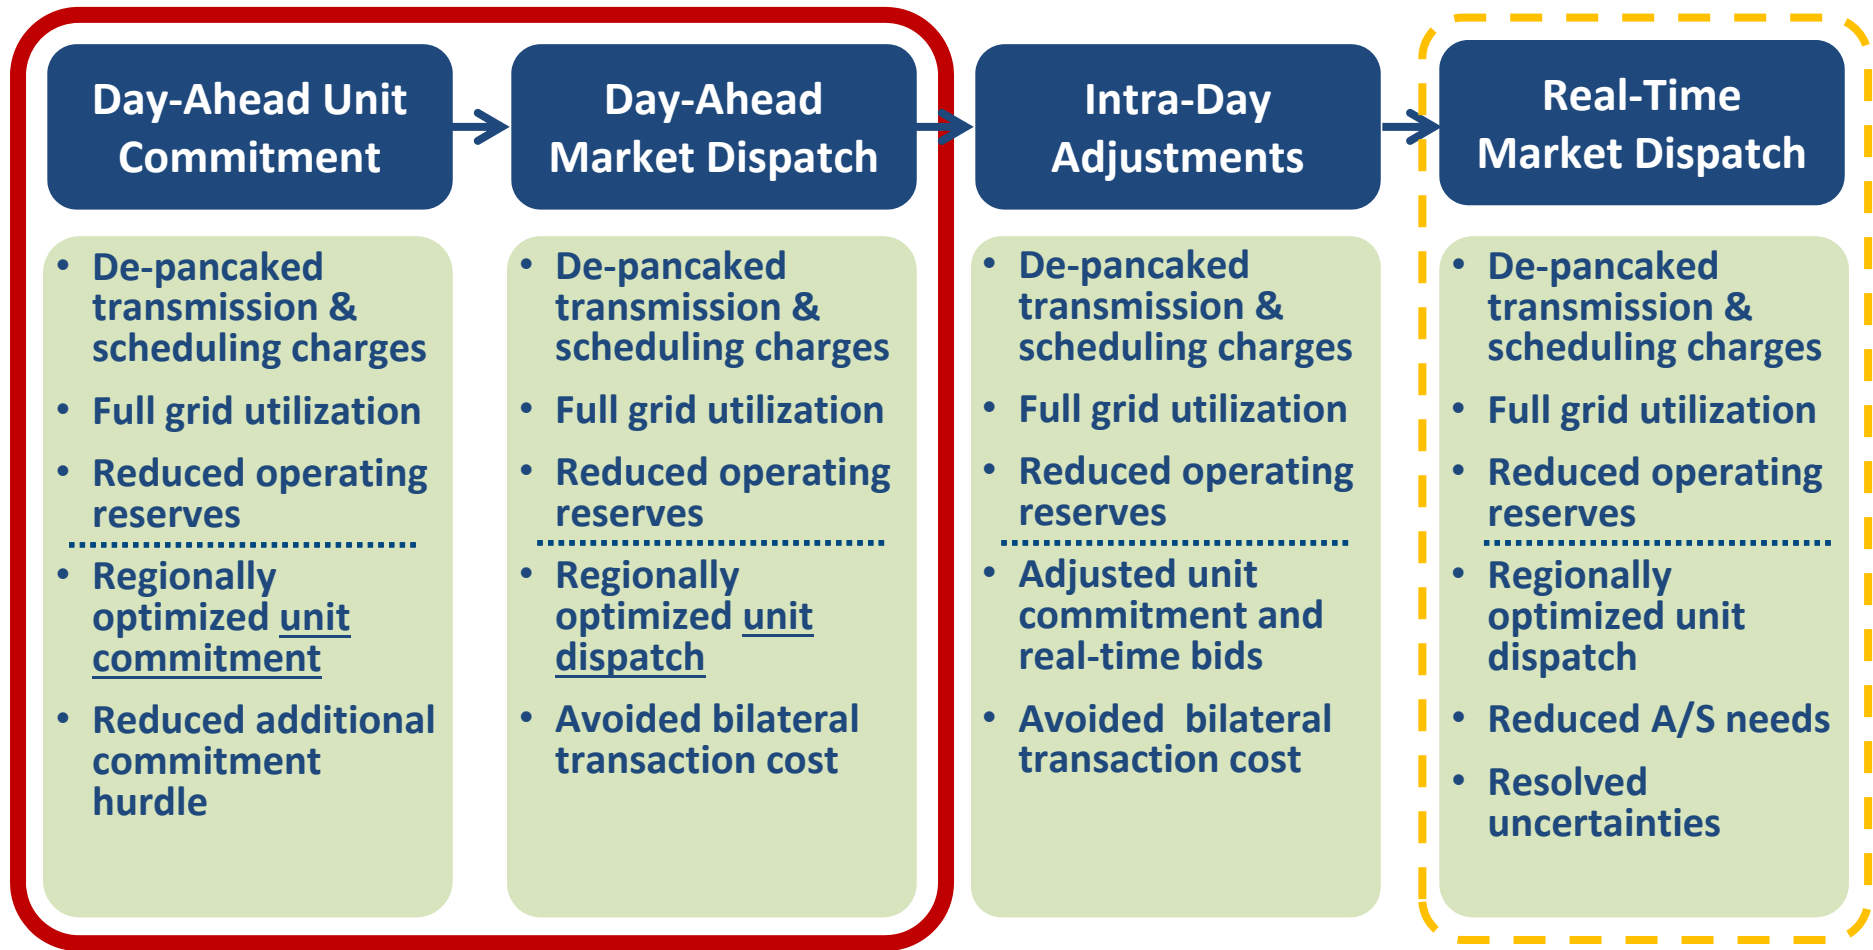 Day-Ahead Unit
Commitment
• De-pancaked
transmission &
scheduling charges
• Full grid utilization
• Reduced operating
reserves
• Regionally
optimized unit
commitment
• Reduced additional
commitment
hurdle
Day-Ahead
Market Dispatch
• De-pancaked
transmission &
scheduling charges
• Full grid utilization
• Reduced operating
reserves
• Regionally
optimized unit
dispatch
• Avoided bilateral
transaction cost
Intra-Day
Adjustments
• De-pancaked
transmission &
scheduling charges
• Full grid utilization
• Reduced operating
reserves
• Adjusted unit
commitment and
real-time bids
• Avoided  bilateral
transaction cost
Real-Time
Market Dispatch
• De-pancaked
transmission &
scheduling charges
• Full grid utilization
• Reduced operating
reserves
• Regionally
optimized unit
dispatch
• Reduced A/S needs
• Resolved
uncertainties